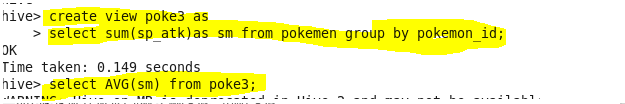 hive> create view poke3 as
    > select sum(sp_atk)as sm from pokemen group by pokemon_id;
OK
Time taken: 0.149 seconds
hive> select AVG(sm) from poke3;